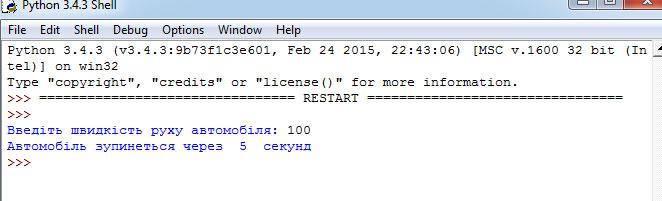 Python 3.4.3 Shell
File Edit Shell Debug Options Window Help
Python 3.4.3 (v3.4.3:9b73f1c3e601, Feb 24 2015, 22:43:06) [MSC v.1600 32 bit (In
tel)] on win32
Type "copyright", "credits" or "license()" for more information.
>>> ================================ RESTART ================================
>>>
Введіть швидкість руху автомобіля: 100
Автомобіль зупинеться через  5  секунд
>>>